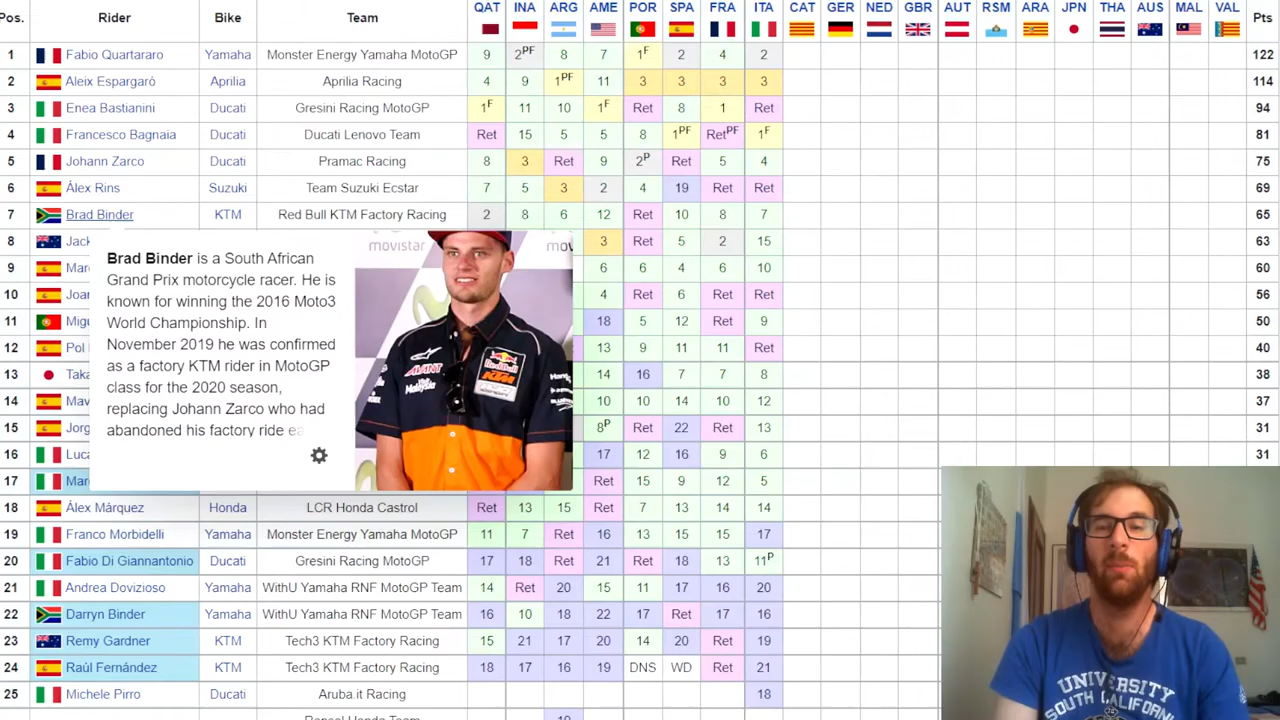 Pos. Rider Bike Team QAT INA ARG AME POR SPA FRA ITA CAT GER NED GBR AUT RSM ARA JPN THA AUS MAL VAL Pts
1 Fabio Quartararo Yamaha Monster Energy Yamaha MotoGP 9 2PF 8 7 1F 2 4 2 122
2 Aleix Espargaró Aprilia Aprilia Racing 4 9 1PF 11 3 3 3 3 114
3 Enea Bastianini Ducati Gresini Racing MotoGP 1F 11 10 1F Ret 8 1 Ret 94
4 Francesco Bagnaia Ducati Ducati Lenovo Team Ret 15 5 5 8 1PF RetPF 1F 81
5 Johann Zarco Ducati Pramac Racing 8 3 Ret 9 2P Ret 5 4 75
6 Álex Rins Suzuki Team Suzuki Ecstar 7 5 3 2 4 19 Ret Ret 69
7 Brad Binder KTM Red Bull KTM Factory Racing 2 8 6 12 Ret 10 8 7 65
8 Jack 3 Ret 5 2 15 63
9 Mar 6 6 4 6 10 60
10 Joar 4 Ret 6 Ret Ret 56
11 Migu 18 5 12 Ret 9 50
12 Pol 13 9 11 11 Ret 40
13 Taka 14 16 7 7 8 38
14 Mav 10 10 14 10 12 37
15 Jorg 8P Ret 22 Ret 13 31
16 Luca 17 12 16 9 6 31
17 Mar Ret 15 9 12 5
18 Álex Márquez Honda LCR Honda Castrol Ret 13 15 Ret 7 13 14 14
19 Franco Morbidelli Yamaha Monster Energy Yamaha MotoGP 11 7 Ret 16 13 15 15 17
20 Fabio Di Giannantonio Ducati Gresini Racing MotoGP 17 18 Ret 21 Ret 18 13 11P
21 Andrea Dovizioso Yamaha WithU Yamaha RNF MotoGP Team 14 Ret 20 15 11 17 16 20
22 Darryn Binder Yamaha WithU Yamaha RNF MotoGP Team 16 10 18 22 17 Ret 17 16
23 Remy Gardner KTM Tech3 KTM Factory Racing 15 21 17 20 14 20 Ret 19
24 Raúl Fernández KTM Tech3 KTM Factory Racing 18 17 16 19 DNS WD Ret 21
25 Michele Pirro Ducati Aruba.it Racing 18
Brad Binder is a South African
Grand Prix motorcycle racer. He is
known for winning the 2016 Moto3
World Championship. In
November 2019 he was confirmed
as a factory KTM rider in MotoGP
class for the 2020 season,
replacing Johann Zarco who had
abandoned his factory ride ea
movistar
mov
Red Bull
KTM
UNIVERSITY
SOUTH
CALIFORNIA